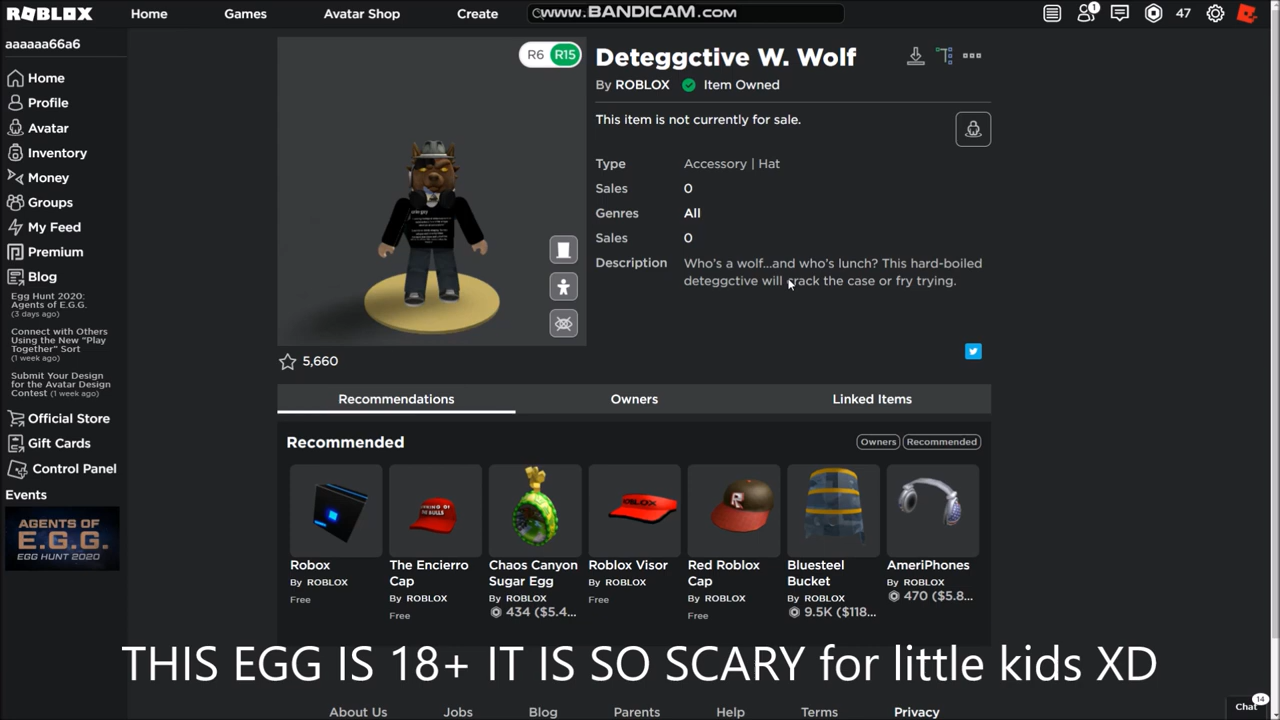 ROBLOX
Home
Games
Avatar Shop
Create
www.BANDICAM.com
1
47
aaaaaa66a6
Home
Profile
Avatar
Inventory
Money
Groups
My Feed
Premium
Blog
Egg Hunt 2020:
Agents of E.G.G.
(3 days ago)
Connect with Others
Using the New "Play
Together" Sort
(1 week ago)
Submit Your Design
for the Avatar Design
Contest (1 week ago)
Official Store
Gift Cards
Control Panel
Events
AGENTS OF
E.G.G.
EGG HUNT 2020
R6 R15
Deteggctive W. Wolf
By ROBLOX Item Owned
This item is not currently for sale.
Type Accessory | Hat
Sales 0
Genres All
Sales 0
Description Who's a wolf...and who's lunch? This hard-boiled
deteggctive will crack the case or fry trying.
5,660
Recommendations
Owners
Linked Items
Recommended
Owners
Recommended
ROBLOX
R
Robox
By ROBLOX
Free
The Encierro
Cap
By ROBLOX
Free
Chaos Canyon
Sugar Egg
By ROBLOX
434 ($5.4...
Roblox Visor
By ROBLOX
Free
Red Roblox
Cap
By ROBLOX
Free
Bluesteel
Bucket
By ROBLOX
9.5K ($118...
AmeriPhones
By ROBLOX
470 ($5.8...
THIS EGG IS 18+ IT IS SO SCARY for little kids XD
About Us
Jobs
Blog
Parents
Help
Terms
Privacy
Chat
14